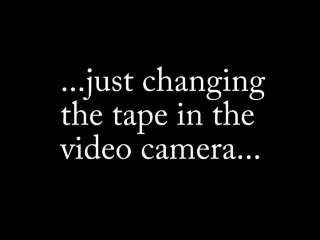 ...just changing
the tape in the
video camera...